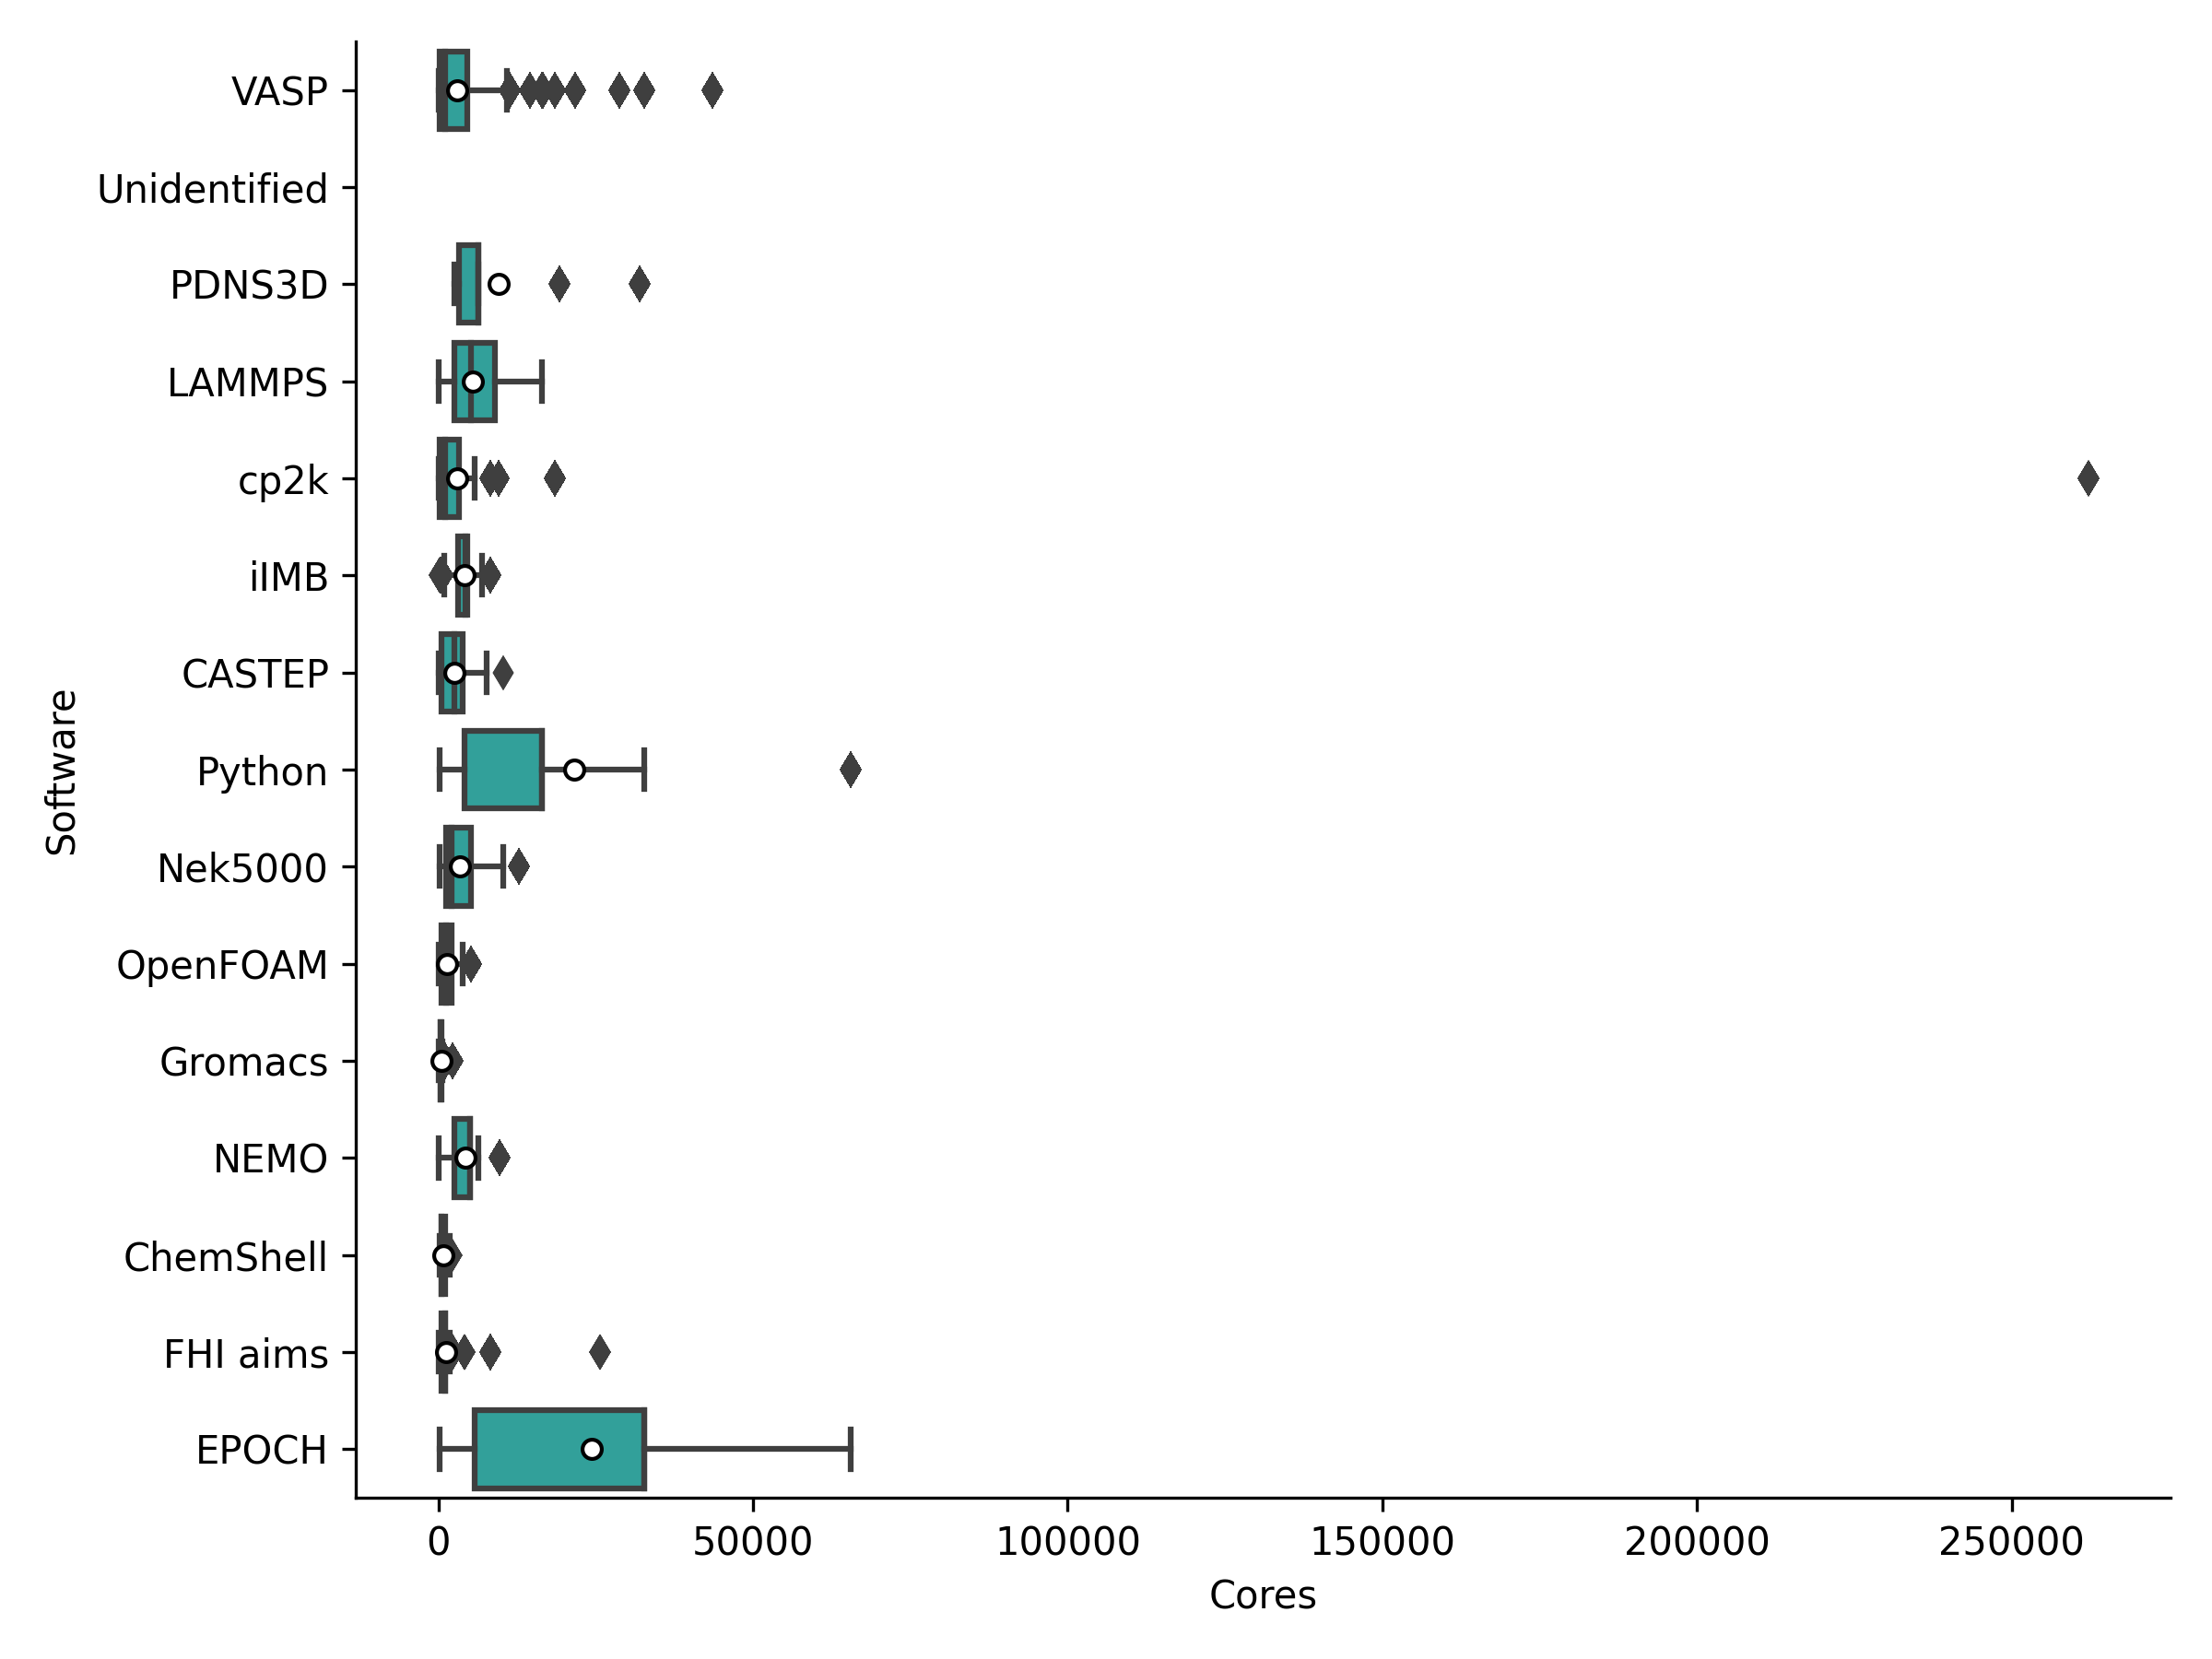 VASP
Unidentified
PDNS3D
LAMMPS
cp2k
iIMB
CASTEP
Python
Nek5000
OpenFOAM
Gromacs
NEMO
ChemShell
FHI aims
EPOCH
Software
0 50000 100000 150000 200000 250000
Cores